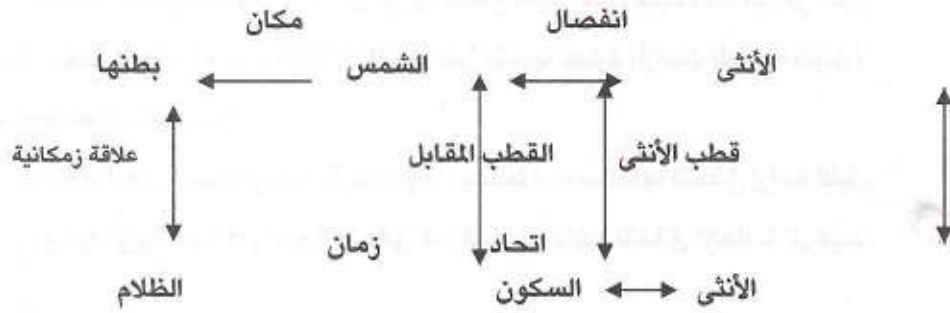 انفصال مكان
الأنثى الشمس بطنها
قطب الأنثى القطب المقابل علاقة زمكانية
اتحاد زمان
الأنثى السكون الظلام